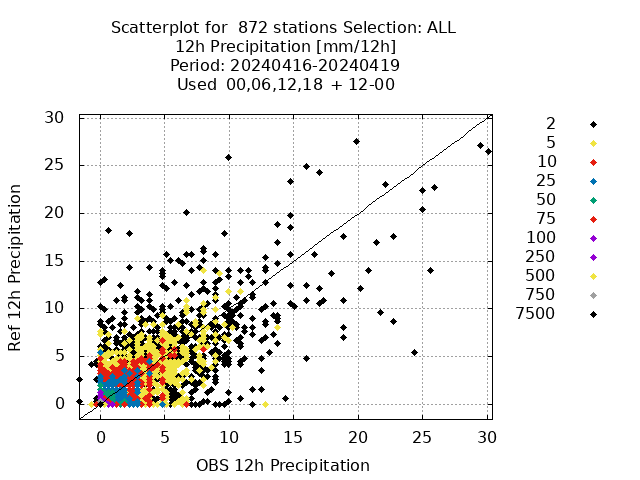 Scatterplot for  872 stations Selection: ALL
12h Precipitation [mm/12h]
Period: 20240416-20240419
Used  00,06,12,18 + 12-00
Ref 12h Precipitation
30
25
20
15
10
5
0
0 5 10 15 20 25 30
OBS 12h Precipitation
2
5
10
25
50
75
100
250
500
750
7500